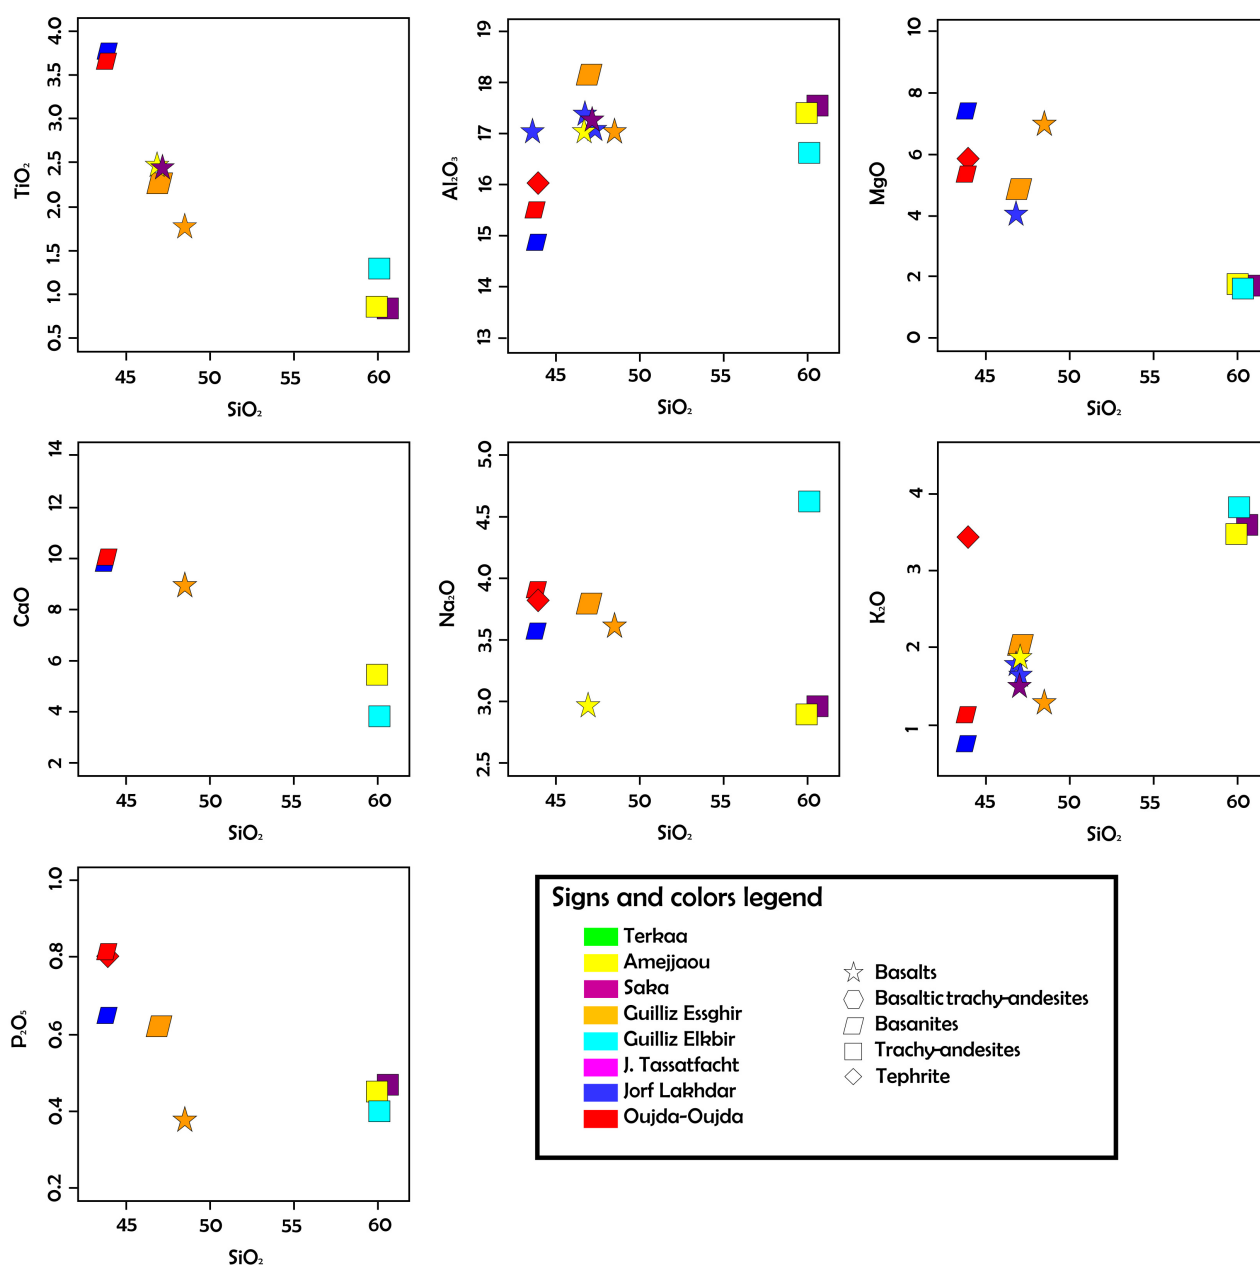 TiO₂
4.0
3.5
3.0
2.5
2.0
1.5
1.0
0.5
45 50 55 60
SiO₂
Al₂O₃
19
18
17
16
15
14
13
45 50 55 60
SiO₂
MgO
10
8
6
4
2
0
45 50 55 60
SiO₂
CaO
14
12
10
8
6
4
2
45 50 55 60
SiO₂
Na₂O
5.0
4.5
4.0
3.5
3.0
2.5
45 50 55 60
SiO₂
K₂O
4
3
2
1
45 50 55 60
SiO₂
P₂O₅
1.0
0.8
0.6
0.4
0.2
45 50 55 60
SiO₂
Signs and colors legend
Terkaa
Amejjaou
Saka
Guilliz Essghir
Guilliz Elkbir
J. Tassatfacht
Jorf Lakhdar
Oujda-Oujda
Basalts
Basaltic trachy-andesites
Basanites
Trachy-andesites
Tephrite